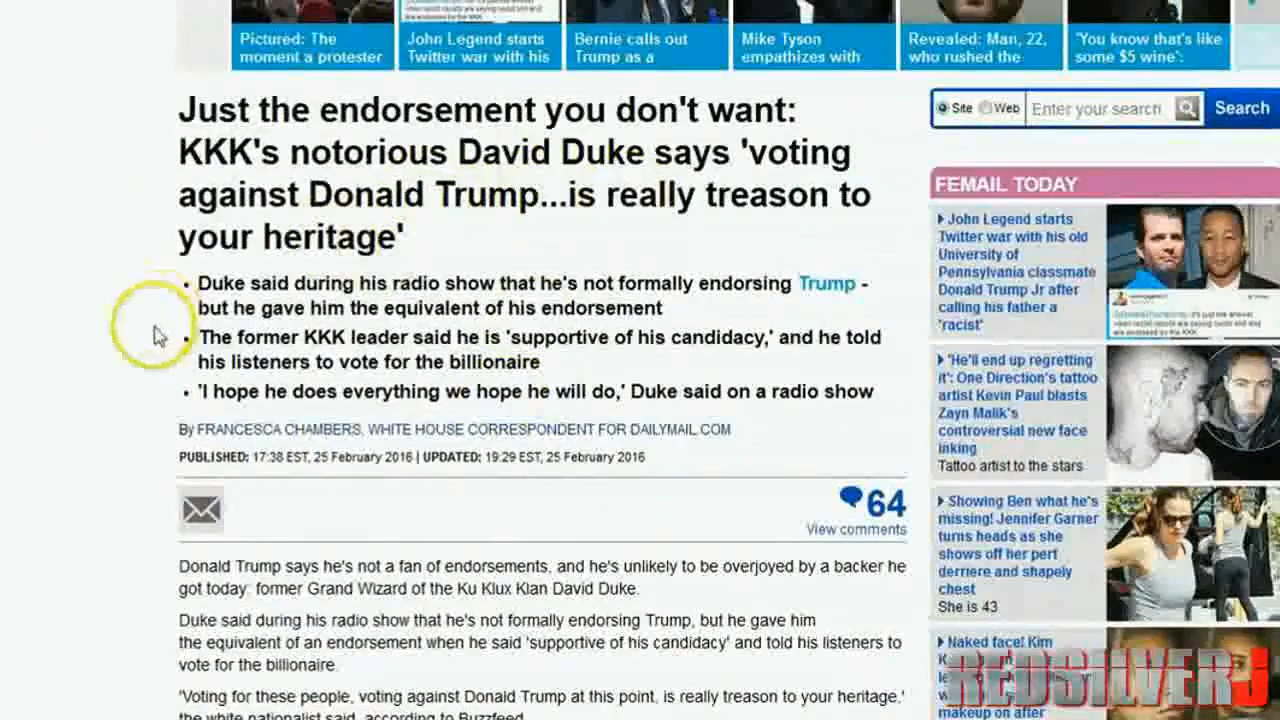 Pictured: The
moment a protester
John Legend starts
Twitter war with his
Bernie calls out
Trump as a
Mike Tyson
empathizes with
Revealed: Man, 22,
who rushed the
'You know that's like
some $5 wine':
Just the endorsement you don't want:
KKK's notorious David Duke says 'voting
against Donald Trump...is really treason to
your heritage'
• Duke said during his radio show that he's not formally endorsing Trump -
but he gave him the equivalent of his endorsement
• The former KKK leader said he is 'supportive of his candidacy,' and he told
his listeners to vote for the billionaire
• 'I hope he does everything we hope he will do,' Duke said on a radio show
By FRANCESCA CHAMBERS, WHITE HOUSE CORRESPONDENT FOR DAILYMAIL.COM
PUBLISHED: 17:38 EST, 25 February 2016 | UPDATED: 19:29 EST, 25 February 2016
64
View comments
Donald Trump says he's not a fan of endorsements, and he's unlikely to be overjoyed by a backer he
got today: former Grand Wizard of the Ku Klux Klan David Duke.
Duke said during his radio show that he's not formally endorsing Trump, but he gave him
the equivalent of an endorsement when he said 'supportive of his candidacy' and told his listeners to
vote for the billionaire.
'Voting for these people, voting against Donald Trump at this point, is really treason to your heritage,'
the white nationalist said, according to Buzzfeed.
Site Web Enter your search Search
FEMAIL TODAY
John Legend starts
Twitter war with his old
University of
Pennsylvania classmate
Donald Trump Jr after
calling his father a
'racist'
'He'll end up regretting
it': One Direction's tattoo
artist Kevin Paul blasts
Zayn Malik's
controversial new face
inking
Tattoo artist to the stars
Showing Ben what he's
missing! Jennifer Garner
turns heads as she
shows off her pert
derriere and shapely
chest
She is 43
Naked face! Kim
makeup on after
REDSILVERJ